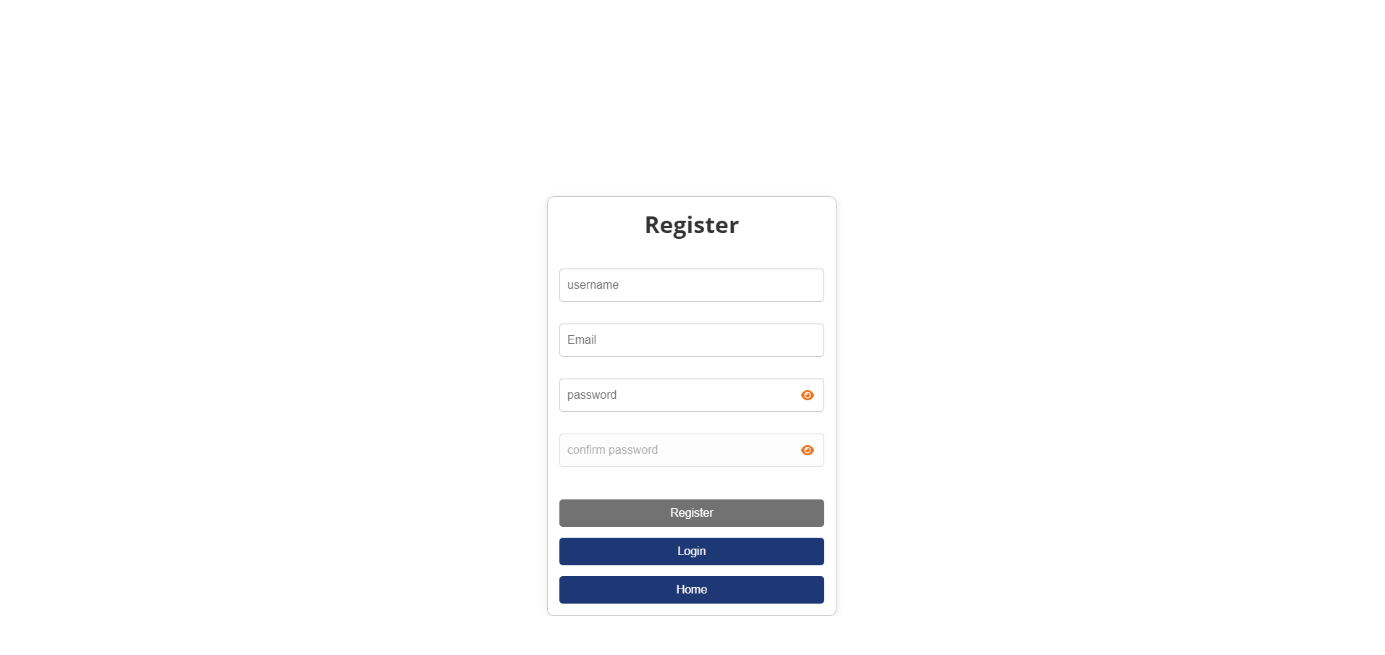 Register
username
Email
password
confirm password
Register
Login
Home